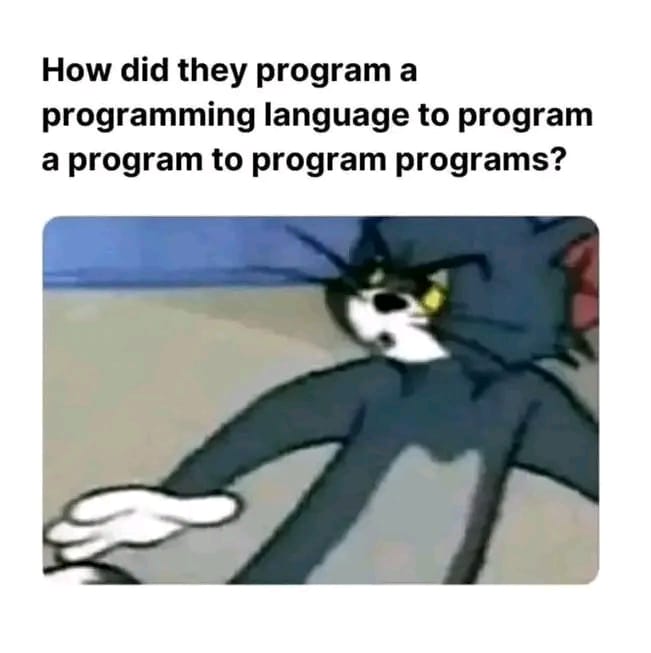 How did they program a
programming language to program
a program to program programs?